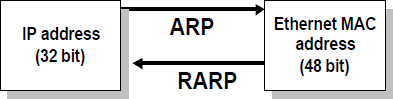 IP address
(32 bit)
ARP
RARP
Ethernet MAC
address
(48 bit)